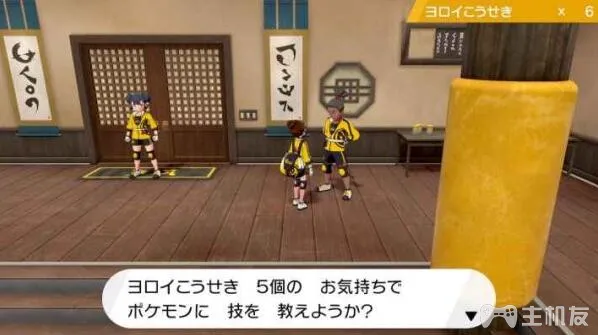 ヨロイこうせき × 6
ヨロイこうせき 5個の お気持ちで
ポケモンに 技を 教えようか?
主机友